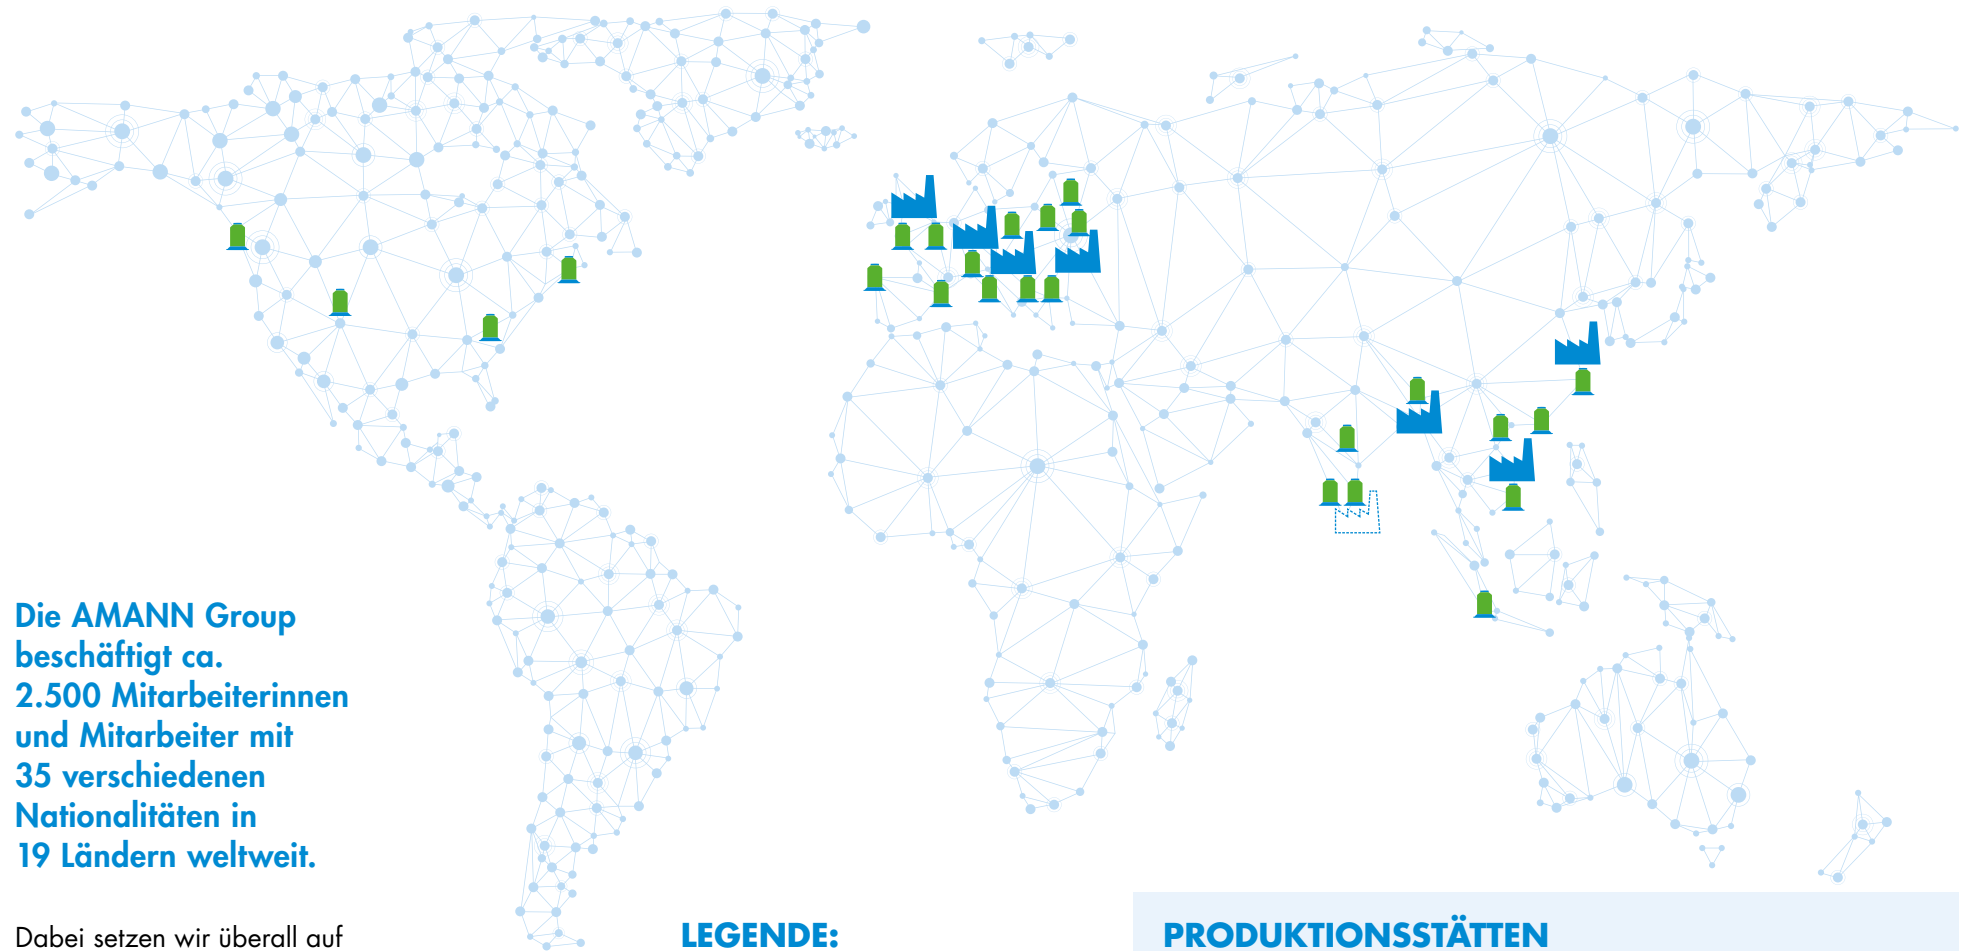 Die AMANN Group
beschäftigt ca.
2.500 Mitarbeiterinnen
und Mitarbeiter mit
35 verschiedenen
Nationalitäten in
19 Ländern weltweit.
Dabei setzen wir überall auf
LEGENDE:
PRODUKTIONSSTÄTTEN